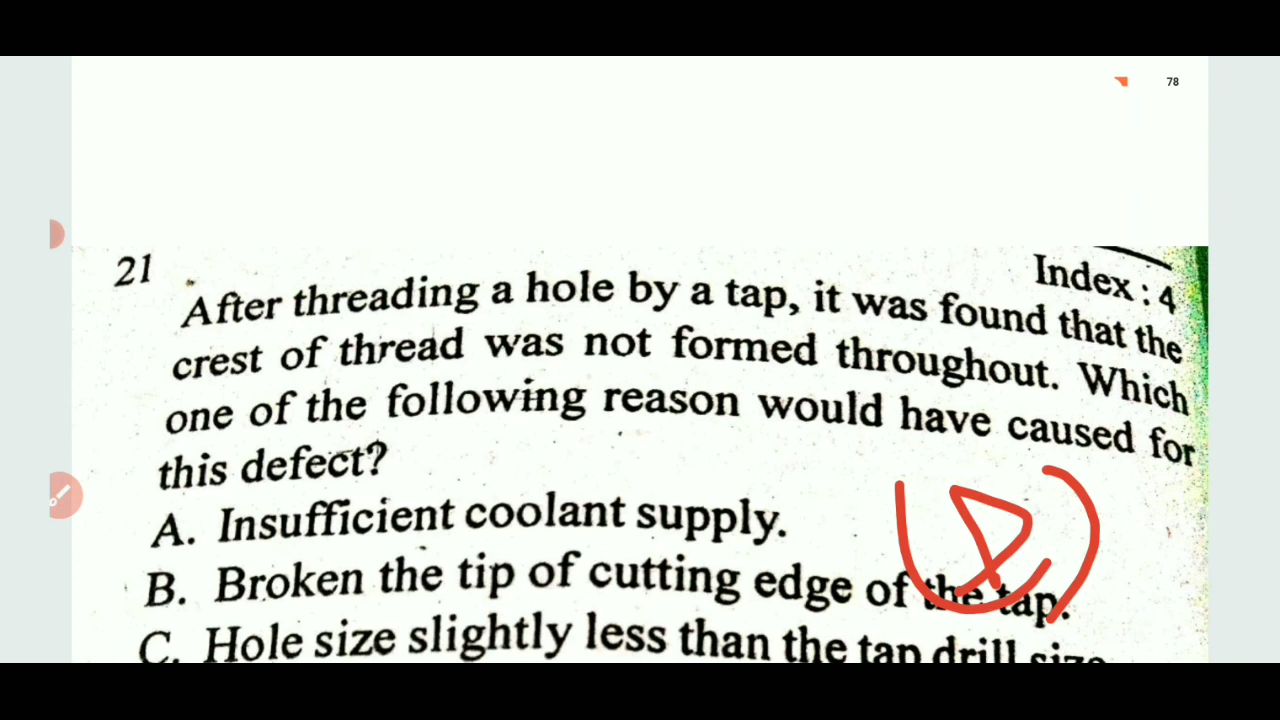 78
Index : 4
21
After threading a hole by a tap, it was found that the
crest of thread was not formed throughout. Which
one of the following reason would have caused for
this defect?
A. Insufficient coolant supply.
B. Broken the tip of cutting edge of the tap.
C. Hole size slightly less than the tap drill size